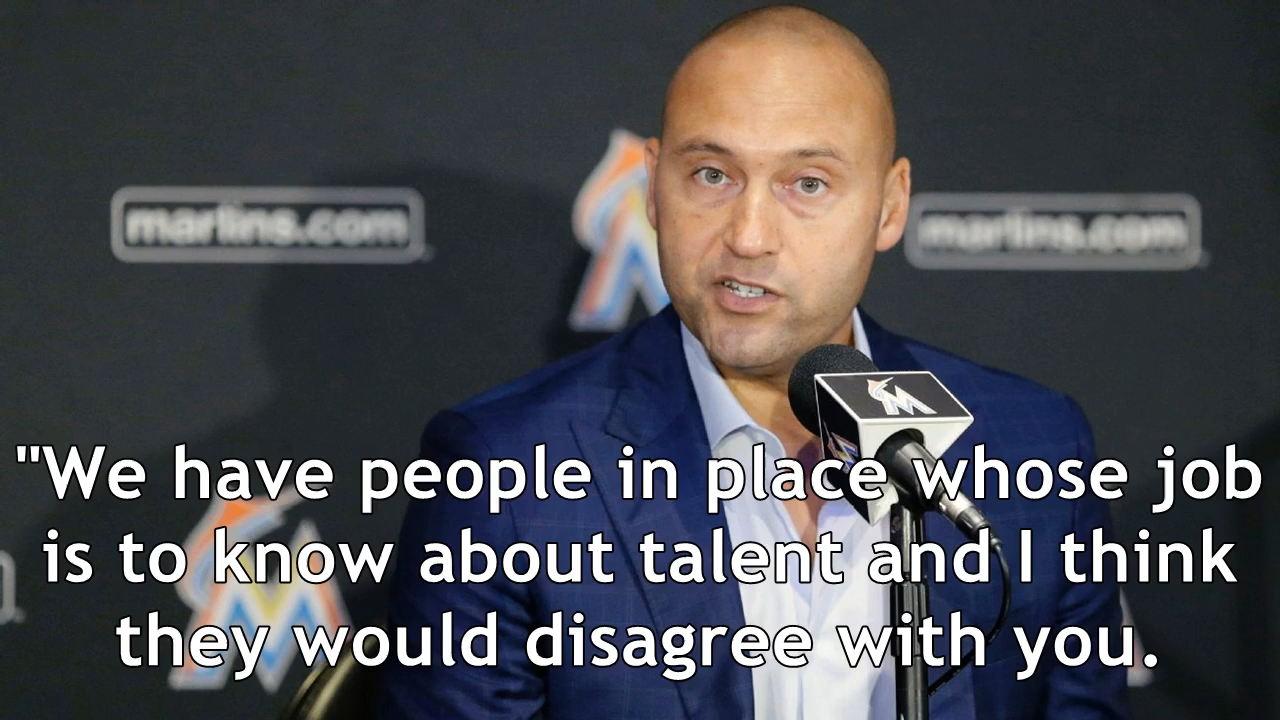 marlins.com
marlins.com
"We have people in place whose job
is to know about talent and I think
they would disagree with you.